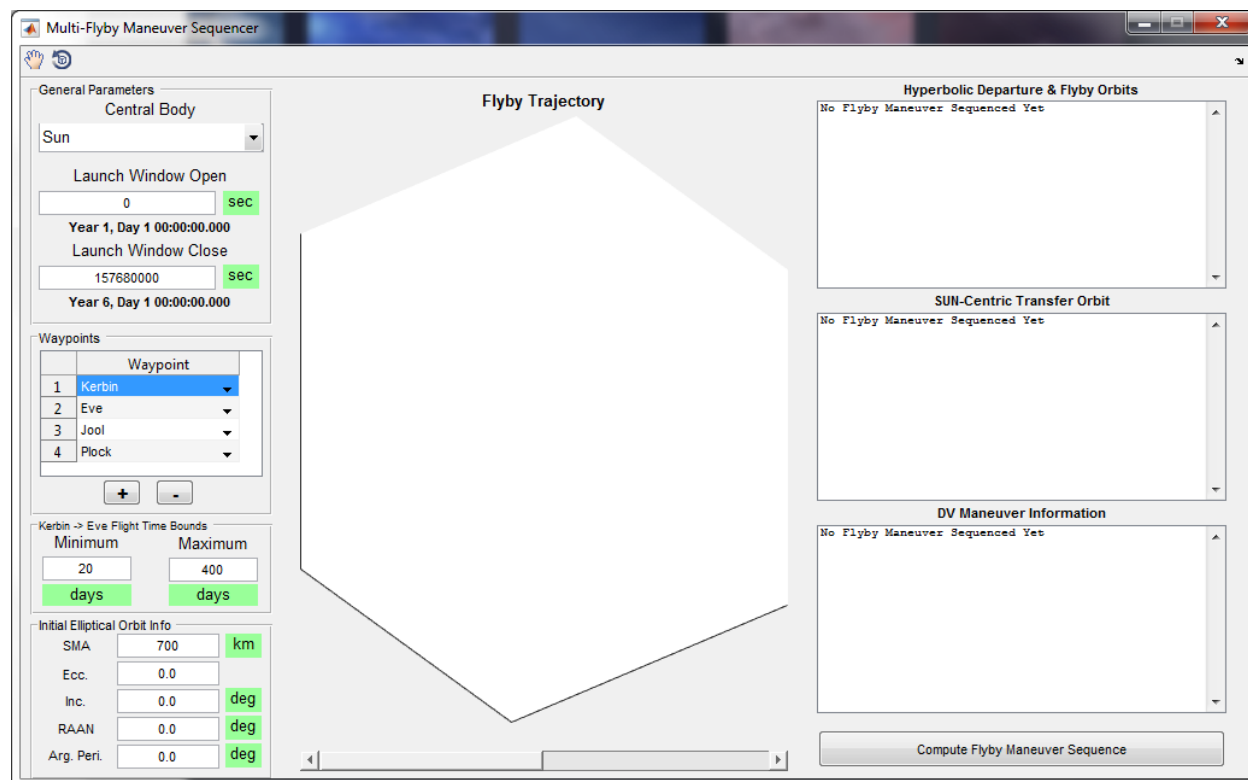 Multi-Flyby Maneuver Sequencer
General Parameters
Central Body
Sun
Launch Window Open
0 sec
Year 1, Day 1 00:00:00.000
Launch Window Close
157680000 sec
Year 6, Day 1 00:00:00.000
Waypoints
Waypoint
1 Kerbin
2 Eve
3 Jool
4 Plock
+ -
Kerbin -> Eve Flight Time Bounds
Minimum Maximum
20 400
days days
Initial Elliptical Orbit Info
SMA 700 km
Ecc. 0.0
Inc. 0.0 deg
RAAN 0.0 deg
Arg. Peri. 0.0 deg
Flyby Trajectory
Hyperbolic Departure & Flyby Orbits
No Flyby Maneuver Sequenced Yet
SUN-Centric Transfer Orbit
No Flyby Maneuver Sequenced Yet
DV Maneuver Information
No Flyby Maneuver Sequenced Yet
Compute Flyby Maneuver Sequence